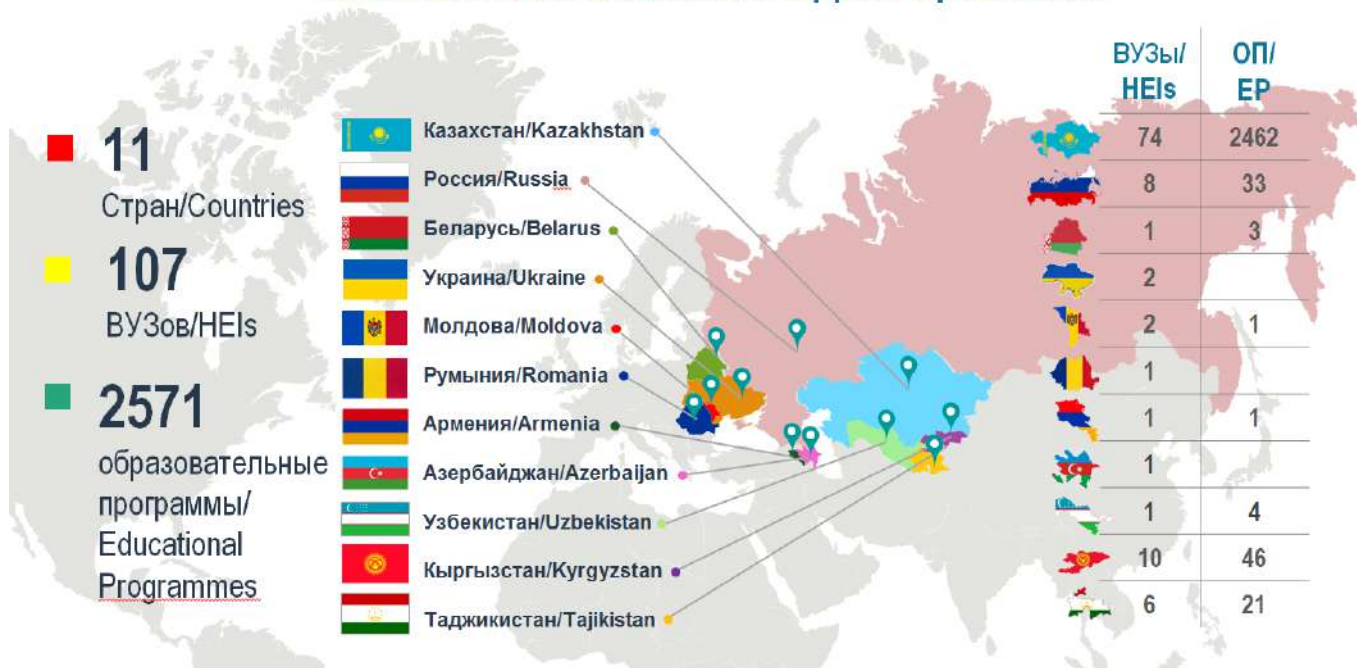 11
Стран/Countries
107
ВУЗов/HEIs
2571
образовательные
программы/
Educational
Programmes
Казахстан/Kazakhstan
Россия/Russia
Беларусь/Belarus
Украина/Ukraine
Молдова/Moldova
Румыния/Romania
Армения/Armenia
Азербайджан/Azerbaijan
Узбекистан/Uzbekistan
Кыргызстан/Kyrgyzstan
Таджикистан/Tajikistan
ВУЗы/ ОП/
HEIs EP
74 2462
8 33
1 3
2
2 1
1
1 1
1
1 4
10 46
6 21